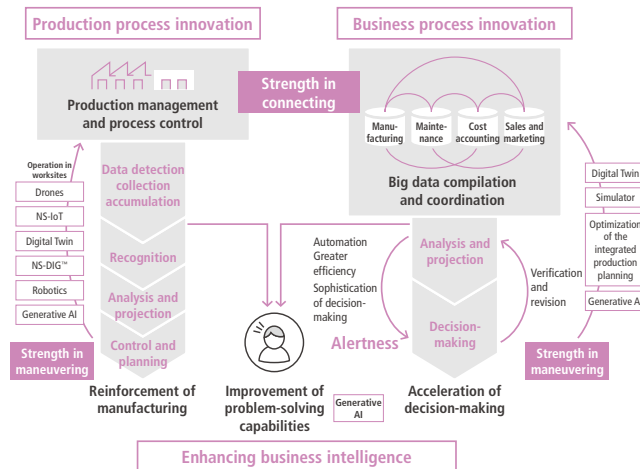 Production process innovation
Business process innovation
Production management
and process control
Strength in
connecting
Manu-
facturing
Mainte-
nance
Cost
accounting
Sales and
marketing
Big data compilation
and coordination
Operation in
worksites
Drones
NS-IoT
Digital Twin
NS-DIG™
Robotics
Generative AI
Strength in
maneuvering
Data detection
collection
accumulation
Recognition
Analysis and
projection
Control and
planning
Reinforcement of
manufacturing
Automation
Greater
efficiency
Sophistication
of decision-
making
Alertness
Improvement of
problem-solving
capabilities
Generative
AI
Analysis and
projection
Decision-
making
Acceleration of
decision-making
Verification
and
revision
Digital Twin
Simulator
Optimization
of the
integrated
production
planning
Generative AI
Strength in
maneuvering
Enhancing business intelligence